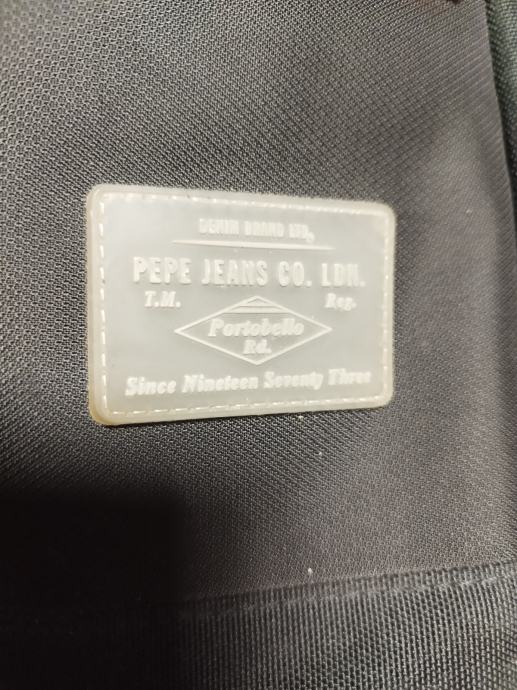 DENIM BRAND LTD.
PEPE JEANS CO. LDN.
T.M. Reg.
Portobello
Rd.
Since Nineteen Seventy Three